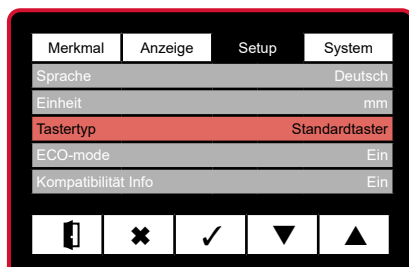 Merkmal Anzeige Setup System
Sprache Deutsch
Einheit mm
Tastertyp Standardtaster
ECO-mode Ein
Kompatibilität Info Ein